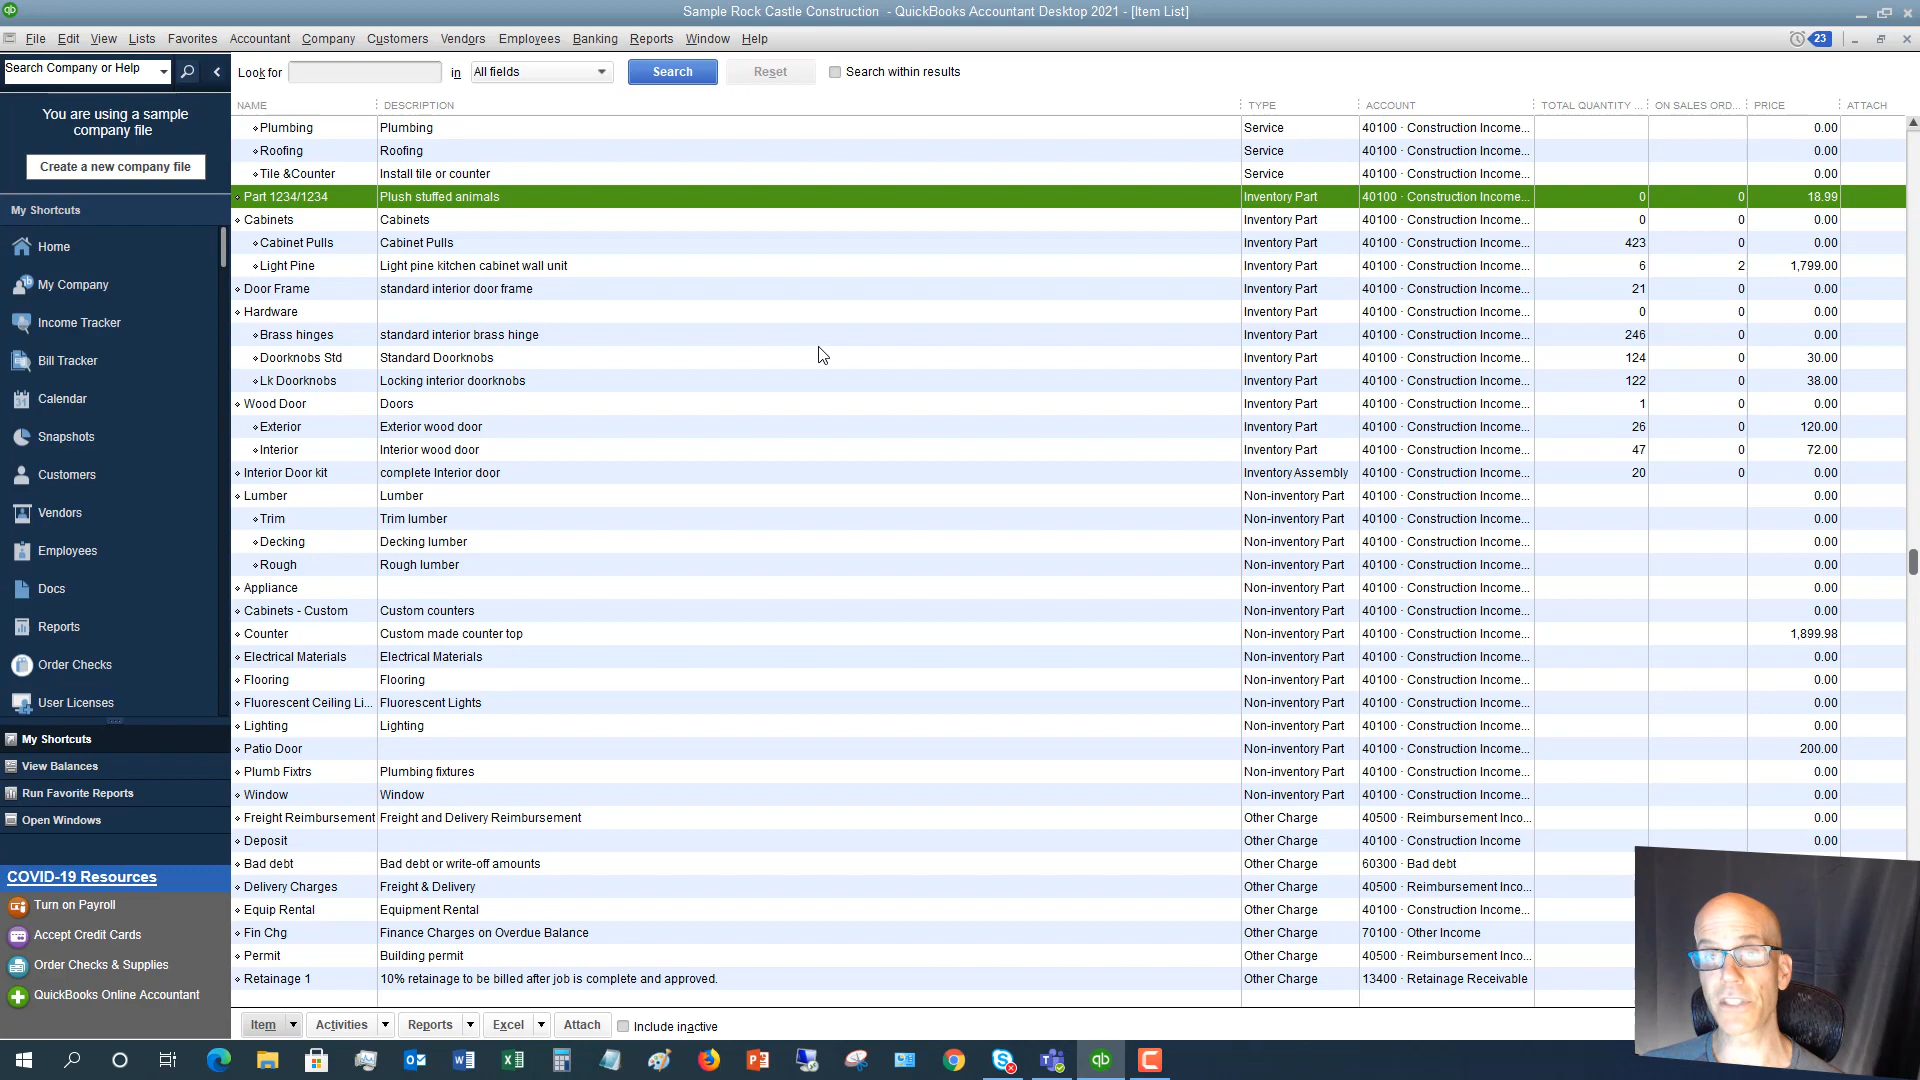 Sample Rock Castle Construction - QuickBooks Accountant Desktop 2021 - [Item List]
File Edit View Lists Favorites Accountant Company Customers Vendors Employees Banking Reports Window Help 23
Search Company or Help
Look for in All fields Search Reset Search within results
You are using a sample
company file
Create a new company file
My Shortcuts
Home
My Company
Income Tracker
Bill Tracker
Calendar
Snapshots
Customers
Vendors
Employees
Docs
Reports
Order Checks
User Licenses
My Shortcuts
View Balances
Run Favorite Reports
Open Windows
COVID-19 Resources
Turn on Payroll
Accept Credit Cards
Order Checks & Supplies
QuickBooks Online Accountant
NAME DESCRIPTION TYPE ACCOUNT TOTAL QUANTITY ... ON SALES ORD... PRICE ATTACH
Plumbing Plumbing Service 40100 · Construction Income... 0.00
Roofing Roofing Service 40100 · Construction Income... 0.00
Tile &Counter Install tile or counter Service 40100 · Construction Income... 0.00
Part 1234/1234 Plush stuffed animals Inventory Part 40100 · Construction Income... 0 0 18.99
Cabinets Cabinets Inventory Part 40100 · Construction Income... 0 0 0.00
Cabinet Pulls Cabinet Pulls Inventory Part 40100 · Construction Income... 423 0 0.00
Light Pine Light pine kitchen cabinet wall unit Inventory Part 40100 · Construction Income... 6 2 1,799.00
Door Frame standard interior door frame Inventory Part 40100 · Construction Income... 21 0 0.00
Hardware Inventory Part 40100 · Construction Income... 0 0 0.00
Brass hinges standard interior brass hinge Inventory Part 40100 · Construction Income... 246 0 0.00
Doorknobs Std Standard Doorknobs Inventory Part 40100 · Construction Income... 124 0 30.00
Lk Doorknobs Locking interior doorknobs Inventory Part 40100 · Construction Income... 122 0 38.00
Wood Door Doors Inventory Part 40100 · Construction Income... 1 0 0.00
Exterior Exterior wood door Inventory Part 40100 · Construction Income... 26 0 120.00
Interior Interior wood door Inventory Part 40100 · Construction Income... 47 0 72.00
Interior Door kit complete Interior door Inventory Assembly 40100 · Construction Income... 20 0 0.00
Lumber Lumber Non-inventory Part 40100 · Construction Income... 0.00
Trim Trim lumber Non-inventory Part 40100 · Construction Income... 0.00
Decking Decking lumber Non-inventory Part 40100 · Construction Income... 0.00
Rough Rough lumber Non-inventory Part 40100 · Construction Income... 0.00
Appliance Non-inventory Part 40100 · Construction Income... 0.00
Cabinets - Custom Custom counters Non-inventory Part 40100 · Construction Income... 0.00
Counter Custom made counter top Non-inventory Part 40100 · Construction Income... 1,899.98
Electrical Materials Electrical Materials Non-inventory Part 40100 · Construction Income... 0.00
Flooring Flooring Non-inventory Part 40100 · Construction Income... 0.00
Fluorescent Ceiling Li... Fluorescent Lights Non-inventory Part 40100 · Construction Income... 0.00
Lighting Lighting Non-inventory Part 40100 · Construction Income... 0.00
Patio Door Non-inventory Part 40100 · Construction Income... 200.00
Plumb Fixtrs Plumbing fixtures Non-inventory Part 40100 · Construction Income... 0.00
Window Window Non-inventory Part 40100 · Construction Income... 0.00
Freight Reimbursement Freight and Delivery Reimbursement Other Charge 40500 · Reimbursement Inco... 0.00
Deposit Other Charge 40100 · Construction Income 0.00
Bad debt Bad debt or write-off amounts Other Charge 60300 · Bad debt
Delivery Charges Freight & Delivery Other Charge 40500 · Reimbursement Inco...
Equip Rental Equipment Rental Other Charge 40100 · Construction Income...
Fin Chg Finance Charges on Overdue Balance Other Charge 70100 · Other Income
Permit Building permit Other Charge 40500 · Reimbursement Inco...
Retainage 1 10% retainage to be billed after job is complete and approved. Other Charge 13400 · Retainage Receivable
Item Activities Reports Excel Attach Include inactive